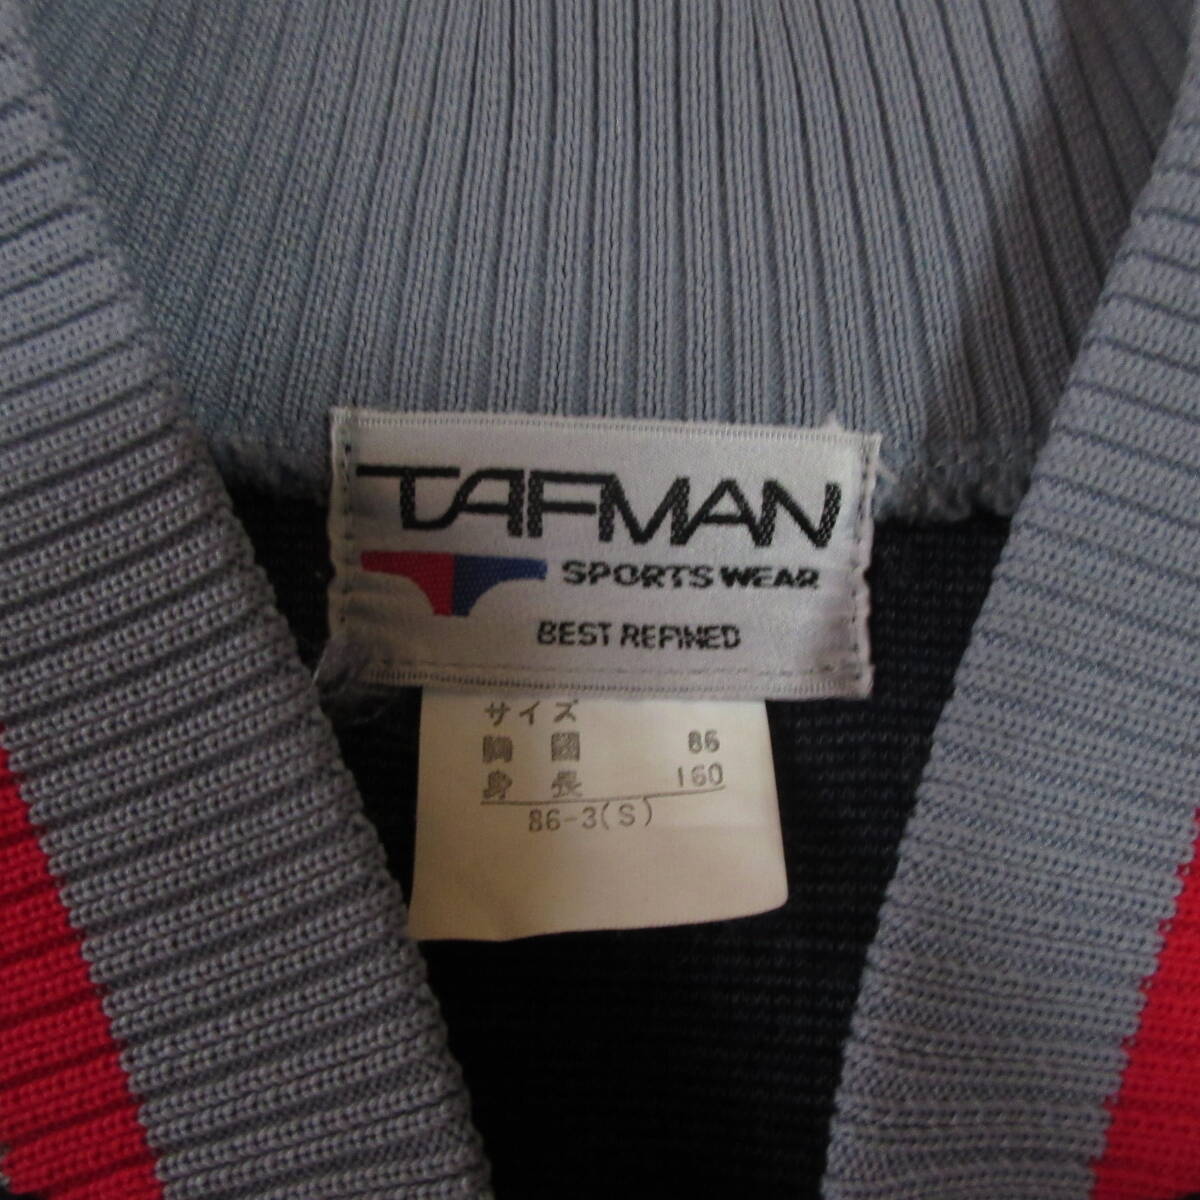 TAFMAN
SPORTS WEAR
BEST REFINED
サイズ
胸 囲 86
身 長 160
86-3(S)